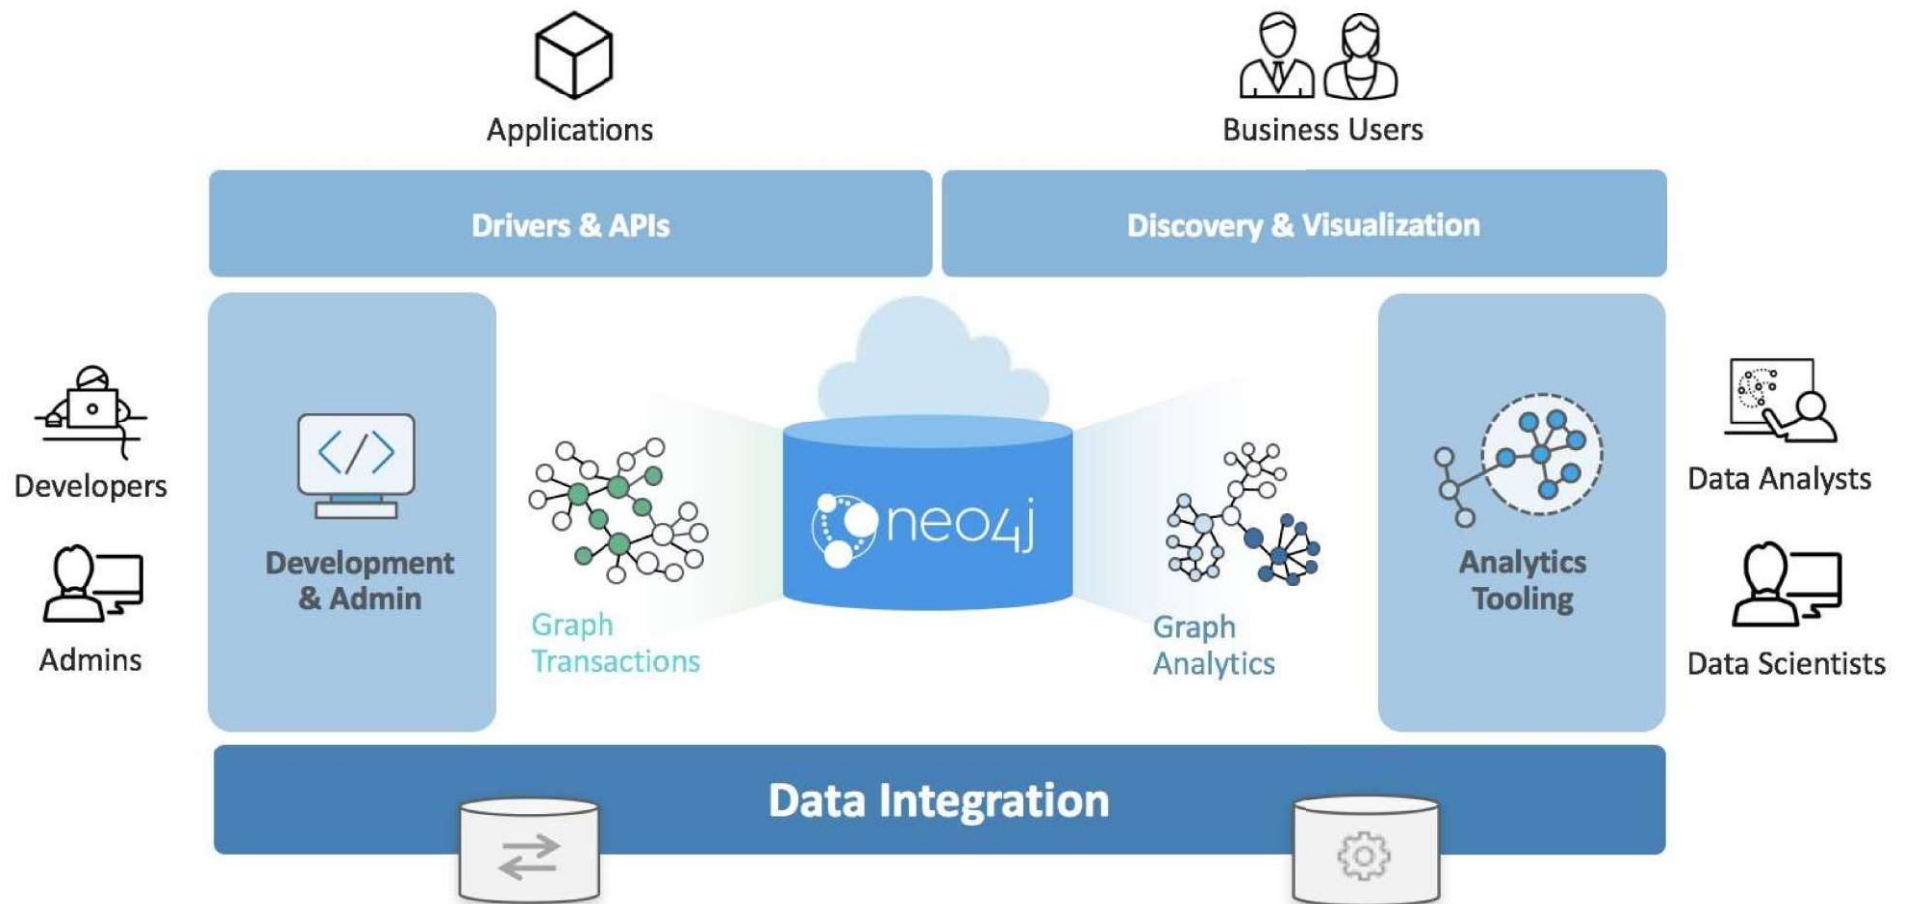 Applications
Business Users
Drivers & APIs
Discovery & Visualization
Developers
Admins
Development
& Admin
Graph
Transactions
neo4j
Graph
Analytics
Analytics
Tooling
Data Analysts
Data Scientists
Data Integration